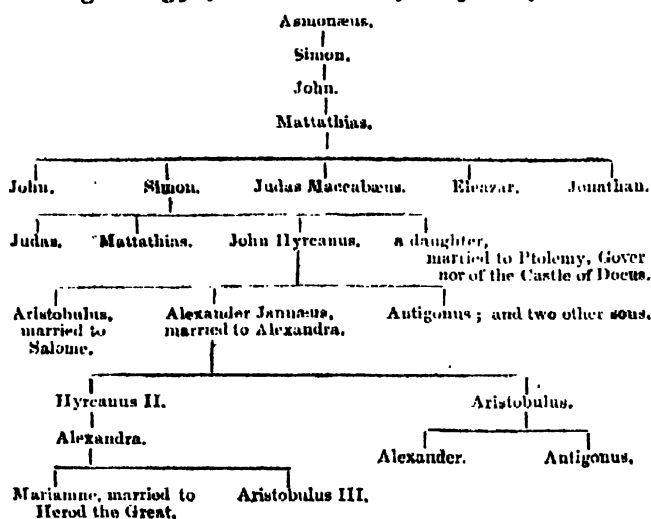 Asmonæus.
Simon.
John.
Mattathias.
John. Simon. Judas Maccabæus. Eleazar. Jonathan.
Judas. Mattathias. John Hyrcanus. a daughter,
married to Ptolemy, Gover
nor of the Castle of Docus.
Aristobulus, Alexander Jannæus, Antigonus ; and two other sons.
married to married to Alexandra.
Salome.
Hyrcanus II. Aristobulus.
Alexandra.
Alexander. Antigonus.
Mariamne, married to Aristobulus III.
Herod the Great.